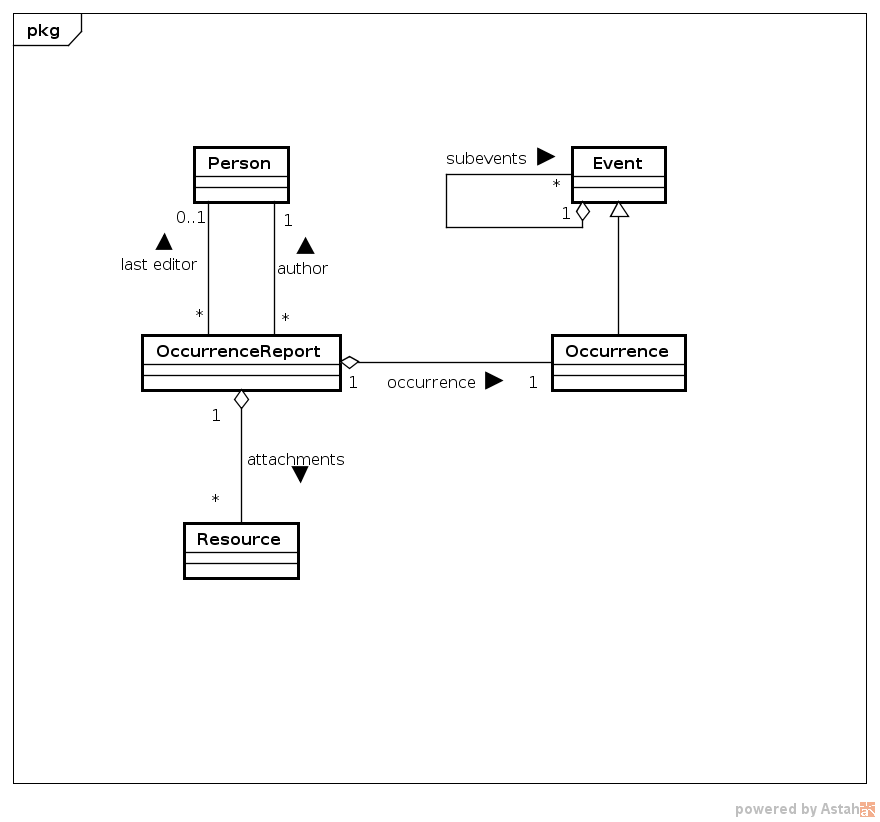 pkg
Person
subevents
Event
*
0..1
1
1
last editor
author
*
*
OccurrenceReport
Occurrence
1
occurrence
1
1
attachments
*
Resource
powered by Astah